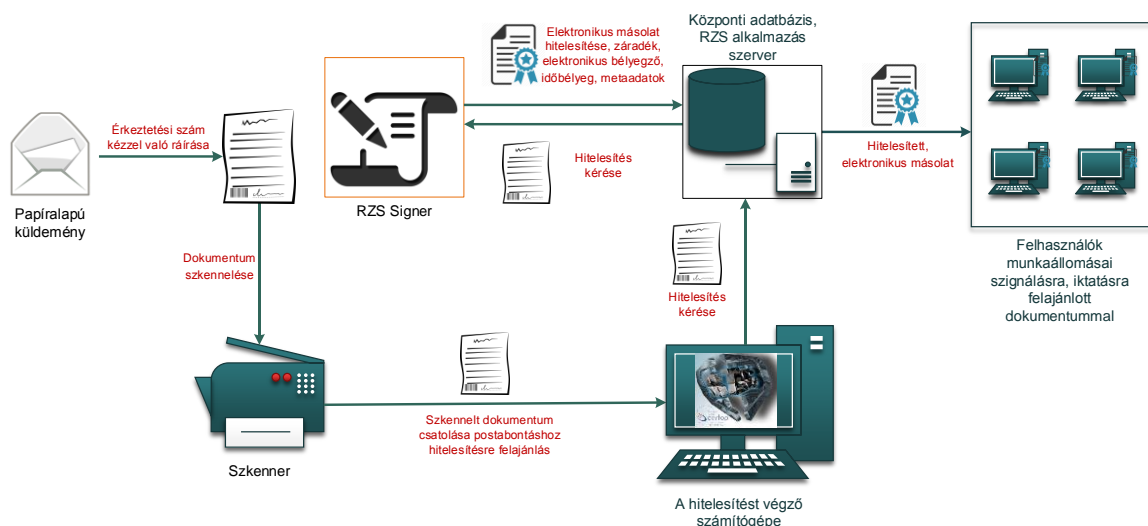 Elektronikus másolat
hitelesítése, záradék,
elektronikus bélyegző,
időbélyeg, metaadatok
Központi adatbázis,
RZS alkalmazás
szerver
Érkeztetési szám
kézzel való ráírása
Papíralapú
küldemény
RZS Signer
Hitelesítés
kérése
Hitelesített,
elektronikus másolat
Felhasználók
munkaállomásai
szignálásra, iktatásra
felajánlott
dokumentummal
Dokumentum
szkennelése
Hitelesítés
kérése
Szkennelt dokumentum
csatolása postabontáshoz
hitelesítésre felajánlás
Szkenner
A hitelesítést végző
számítógépe